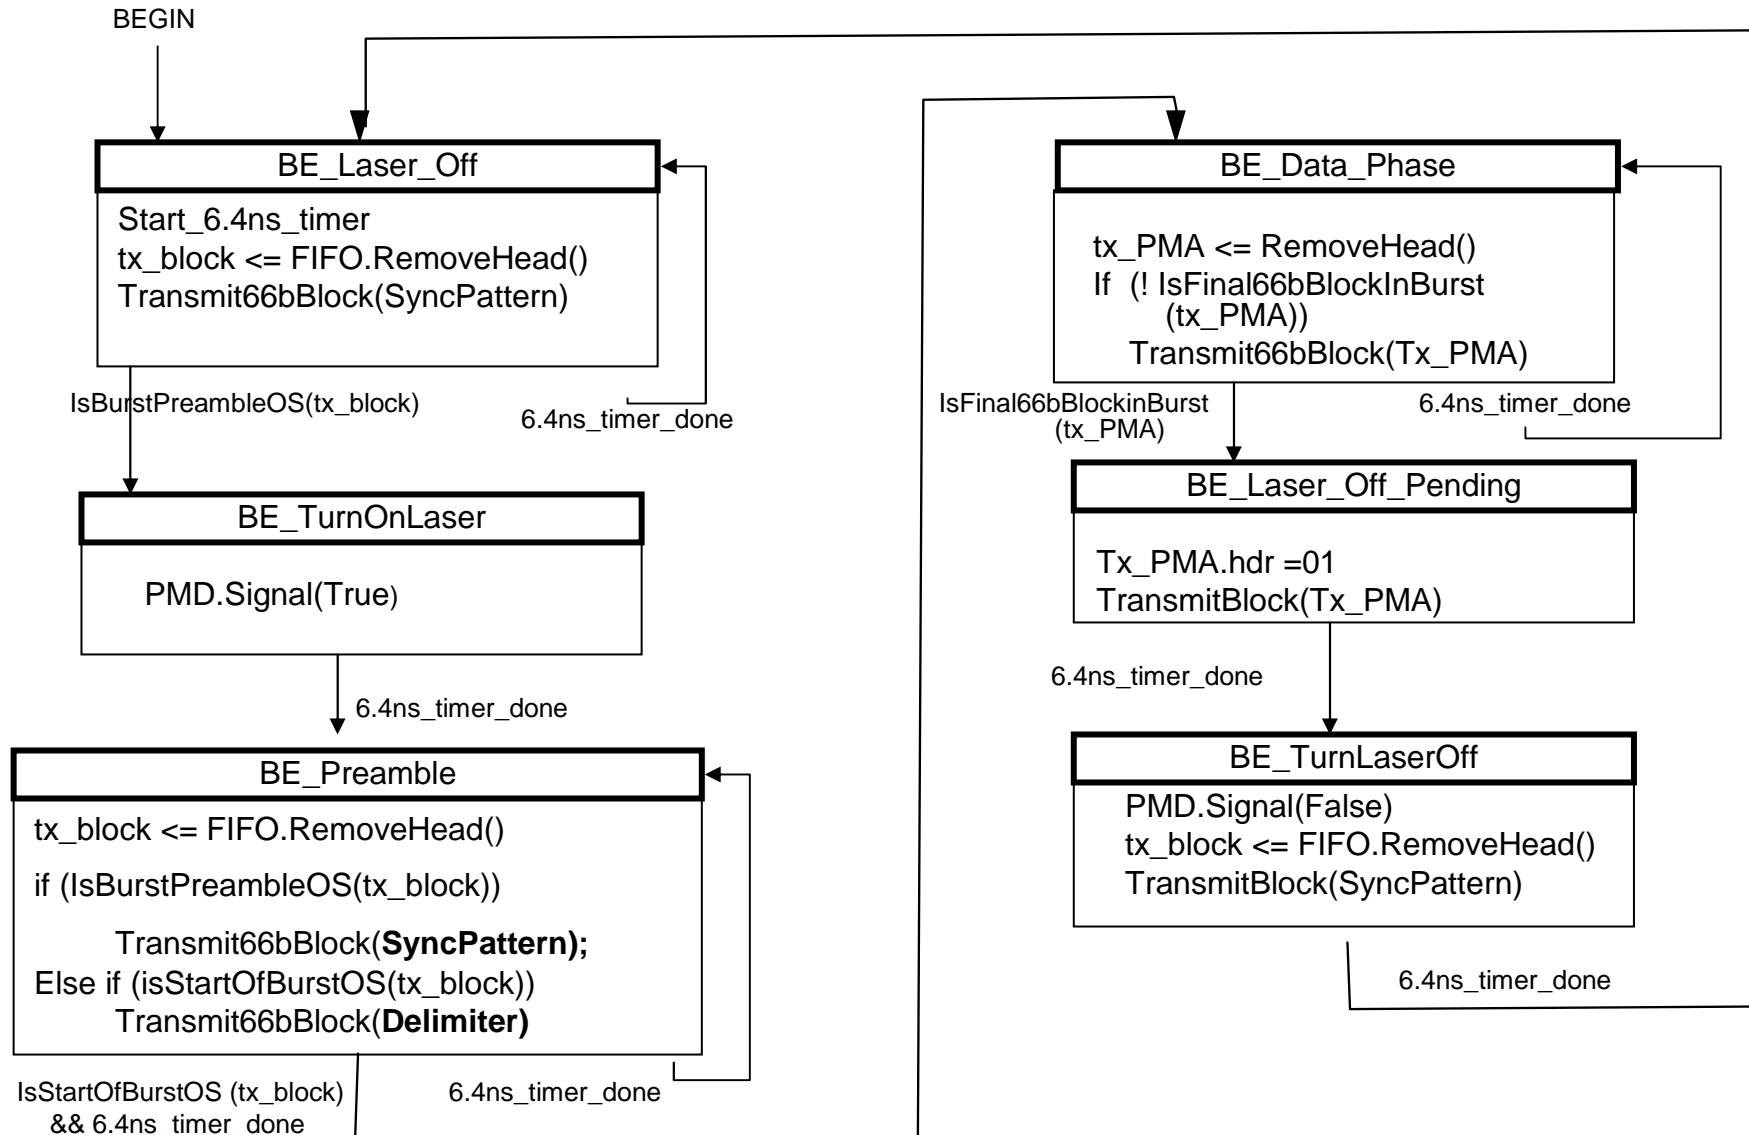 BEGIN
BE_Laser_Off
Start_6.4ns_timer
tx_block <= FIFO.RemoveHead()
Transmit66bBlock(SyncPattern)
IsBurstPreambleOS(tx_block)
6.4ns_timer_done
BE_TurnOnLaser
PMD.Signal(True)
6.4ns_timer_done
BE_Preamble
tx_block <= FIFO.RemoveHead()
if (IsBurstPreambleOS(tx_block))
Transmit66bBlock(SyncPattern);
Else if (isStartOfBurstOS(tx_block))
Transmit66bBlock(Delimiter)
IsStartOfBurstOS (tx_block)
&& 6.4ns_timer_done
6.4ns_timer_done
BE_Data_Phase
tx_PMA <= RemoveHead()
If (! IsFinal66bBlockInBurst
(tx_PMA))
Transmit66bBlock(Tx_PMA)
IsFinal66bBlockinBurst
(tx_PMA)
6.4ns_timer_done
BE_Laser_Off_Pending
Tx_PMA.hdr =01
TransmitBlock(Tx_PMA)
6.4ns_timer_done
BE_TurnLaserOff
PMD.Signal(False)
tx_block <= FIFO.RemoveHead()
TransmitBlock(SyncPattern)
6.4ns_timer_done